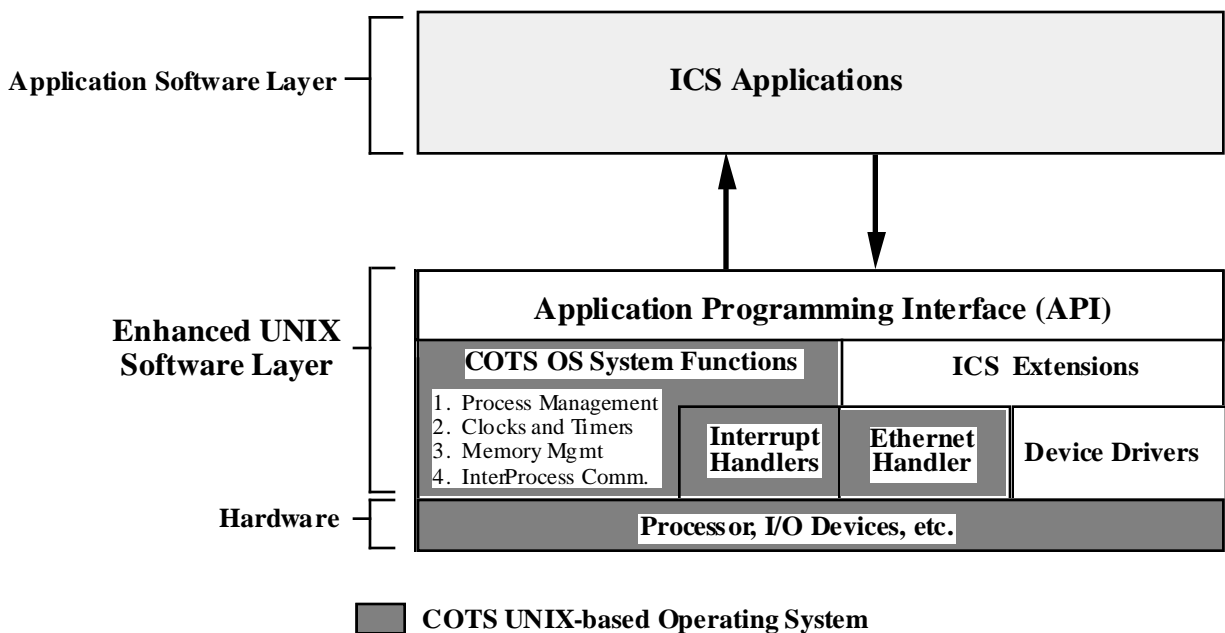 Application Software Layer
ICS Applications
Enhanced UNIX
Software Layer
Application Programming Interface (API)
COTS OS System Functions
1. Process Management
2. Clocks and Timers
3. Memory Mgmt
4. InterProcess Comm.
ICS Extensions
Interrupt
Handlers
Ethernet
Handler
Device Drivers
Hardware
Processor, I/O Devices, etc.
COTS UNIX-based Operating System